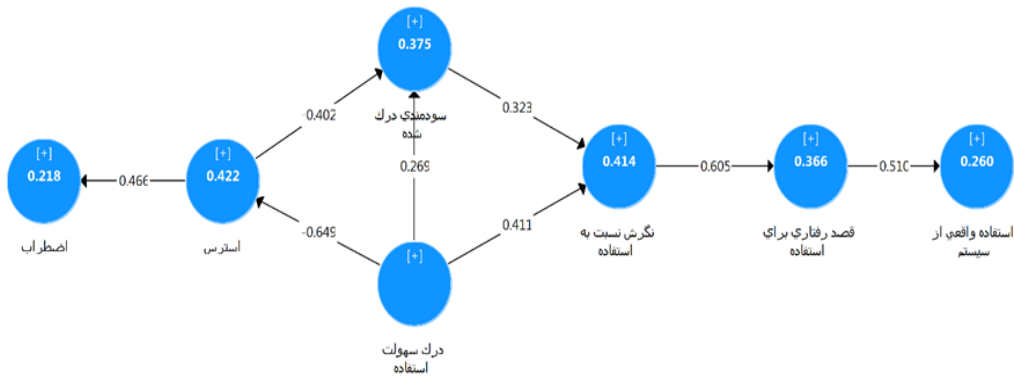 [+]
0.375
سودمندي درك
شده
-0.402
0.323
0.269
[+]
0.218
اضطراب
0.466
[+]
0.422
استرس
[+]
0.414
نگرش نسبت به
استفاده
0.605
[+]
0.366
قصد رفتاري براي
استفاده
0.510
[+]
0.260
استفاده واقعي از
سيستم
-0.649
0.411
[+]
درك سهولت
استفاده